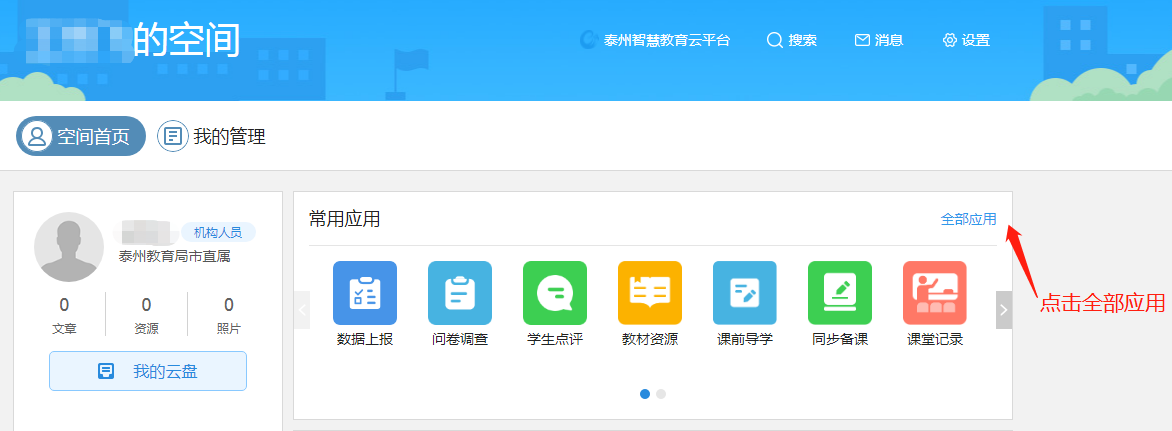 的空间
泰州智慧教育云平台 搜索 消息 设置
空间首页 我的管理
机构人员
泰州教育局市直属
0 0 0
文章 资源 照片
我的云盘
常用应用 全部应用
数据上报 问卷调查 学生点评 教材资源 课前导学 同步备课 课堂记录
点击全部应用